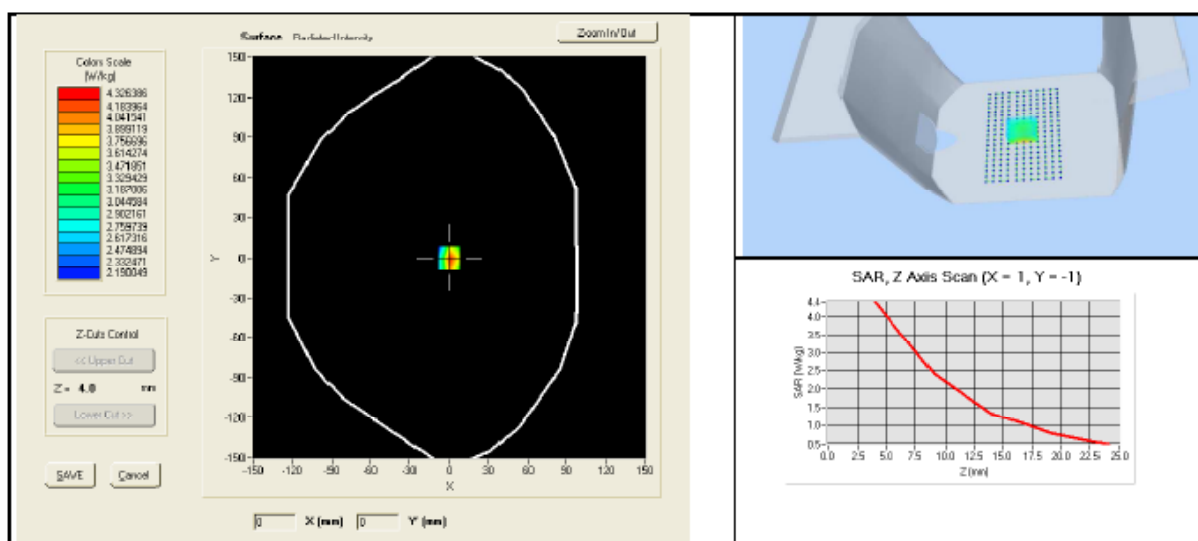 Surface Radiated Intensity
Zoom In/Out
Colors Scale
(W/kg)
4.326386
4.183964
4.041541
3.899119
3.756696
3.614274
3.471851
3.329429
3.187006
3.044584
2.902161
2.759739
2.617316
2.474894
2.332471
2.190049
Z-Cuts Control
<< Upper Cut
Z = 4.0 mm
Lower Cut >>
SAVE Cancel
150
120
90
60
30
0
-30
-60
-90
-120
-150
Y
-150 -120 -90 -60 -30 0 30 60 90 120 150
X
0 X (mm) 0 Y (mm)
SAR, Z Axis Scan (X = 1, Y = -1)
SAR (W/kg)
4.4
4.0
3.5
3.0
2.5
2.0
1.5
1.0
0.5
0.0 2.5 5.0 7.5 10.0 12.5 15.0 17.5 20.0 22.5 25.0
Z (mm)